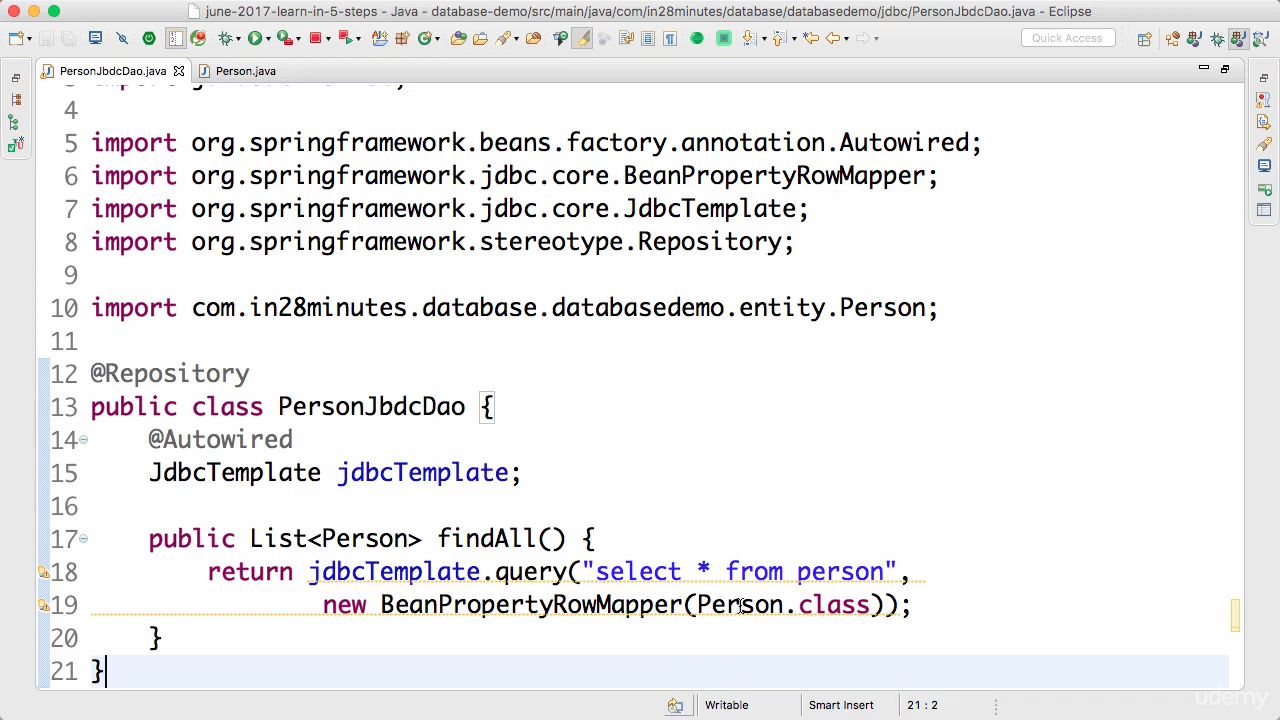 june-2017-learn-in-5-steps - Java - database-demo/src/main/java/com/in28minutes/database/databasedemo/jdbc/PersonJbdcDao.java - Eclipse
Quick Access
PersonJbdcDao.java Person.java
4
5 import org.springframework.beans.factory.annotation.Autowired;
6 import org.springframework.jdbc.core.BeanPropertyRowMapper;
7 import org.springframework.jdbc.core.JdbcTemplate;
8 import org.springframework.stereotype.Repository;
9
10 import com.in28minutes.database.databasedemo.entity.Person;
11
12 @Repository
13 public class PersonJbdcDao {
14 @Autowired
15 JdbcTemplate jdbcTemplate;
16
17 public List<Person> findAll() {
18 return jdbcTemplate.query("select * from person",
19 new BeanPropertyRowMapper(Person.class));
20 }
21 }
Writable Smart Insert 21 : 2
udemy